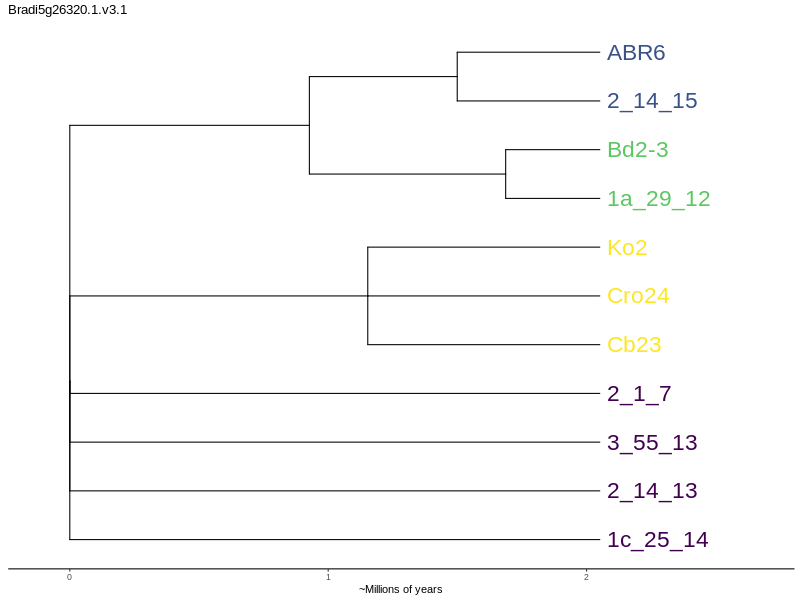 Bradi5g26320.1.v3.1
ABR6
2_14_15
Bd2-3
1a_29_12
Ko2
Cro24
Cb23
2_1_7
3_55_13
2_14_13
1c_25_14
0 1 2
~Millions of years